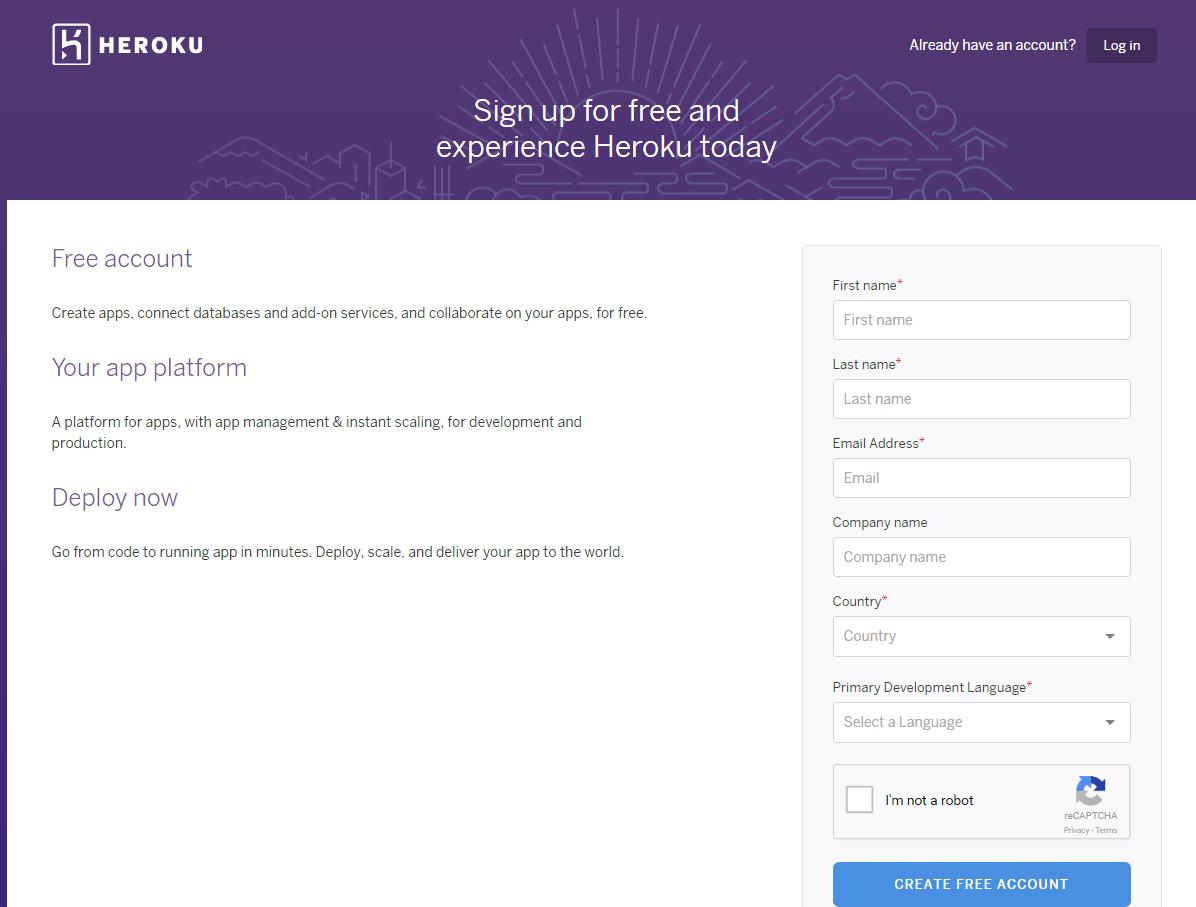 HEROKU
Already have an account?
Log in
Sign up for free and
experience Heroku today
Free account
Create apps, connect databases and add-on services, and collaborate on your apps, for free.
Your app platform
A platform for apps, with app management & instant scaling, for development and
production.
Deploy now
Go from code to running app in minutes. Deploy, scale, and deliver your app to the world.
First name*
First name
Last name*
Last name
Email Address*
Email
Company name
Company name
Country*
Country
Primary Development Language*
Select a Language
I'm not a robot
reCAPTCHA
Privacy - Terms
CREATE FREE ACCOUNT